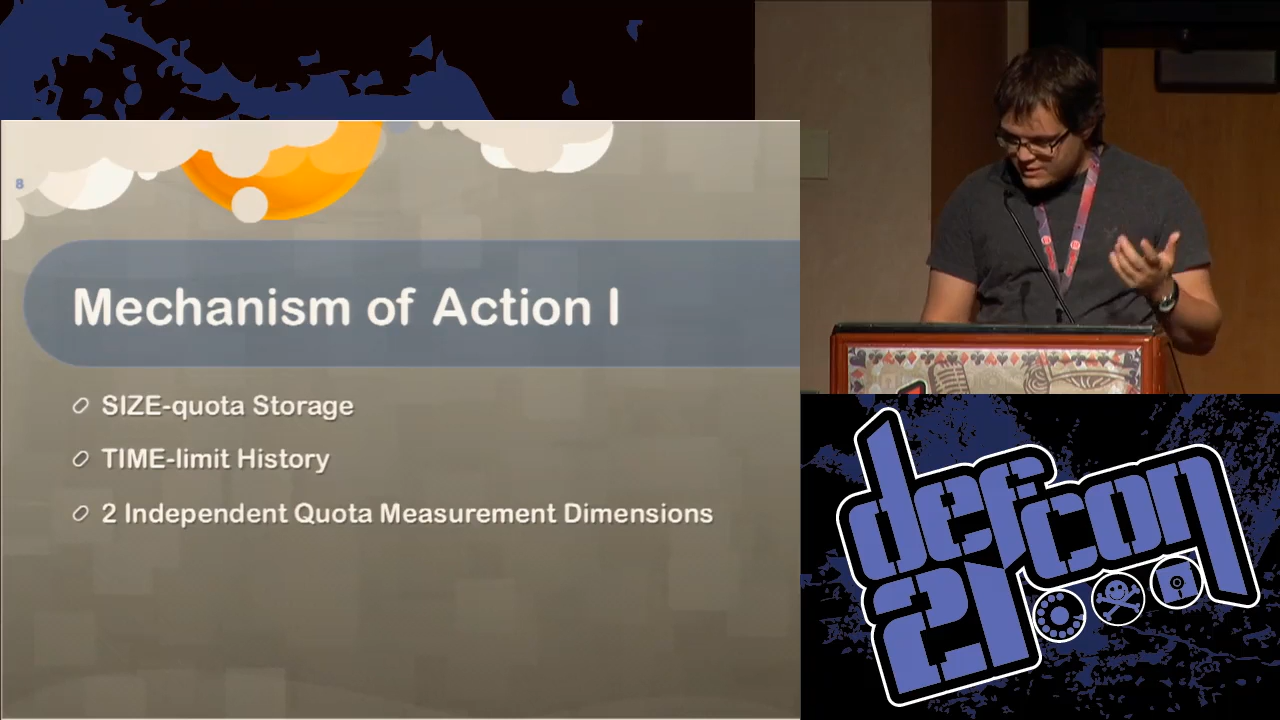 8
Mechanism of Action I
SIZE-quota Storage
TIME-limit History
2 Independent Quota Measurement Dimensions
defcon
21